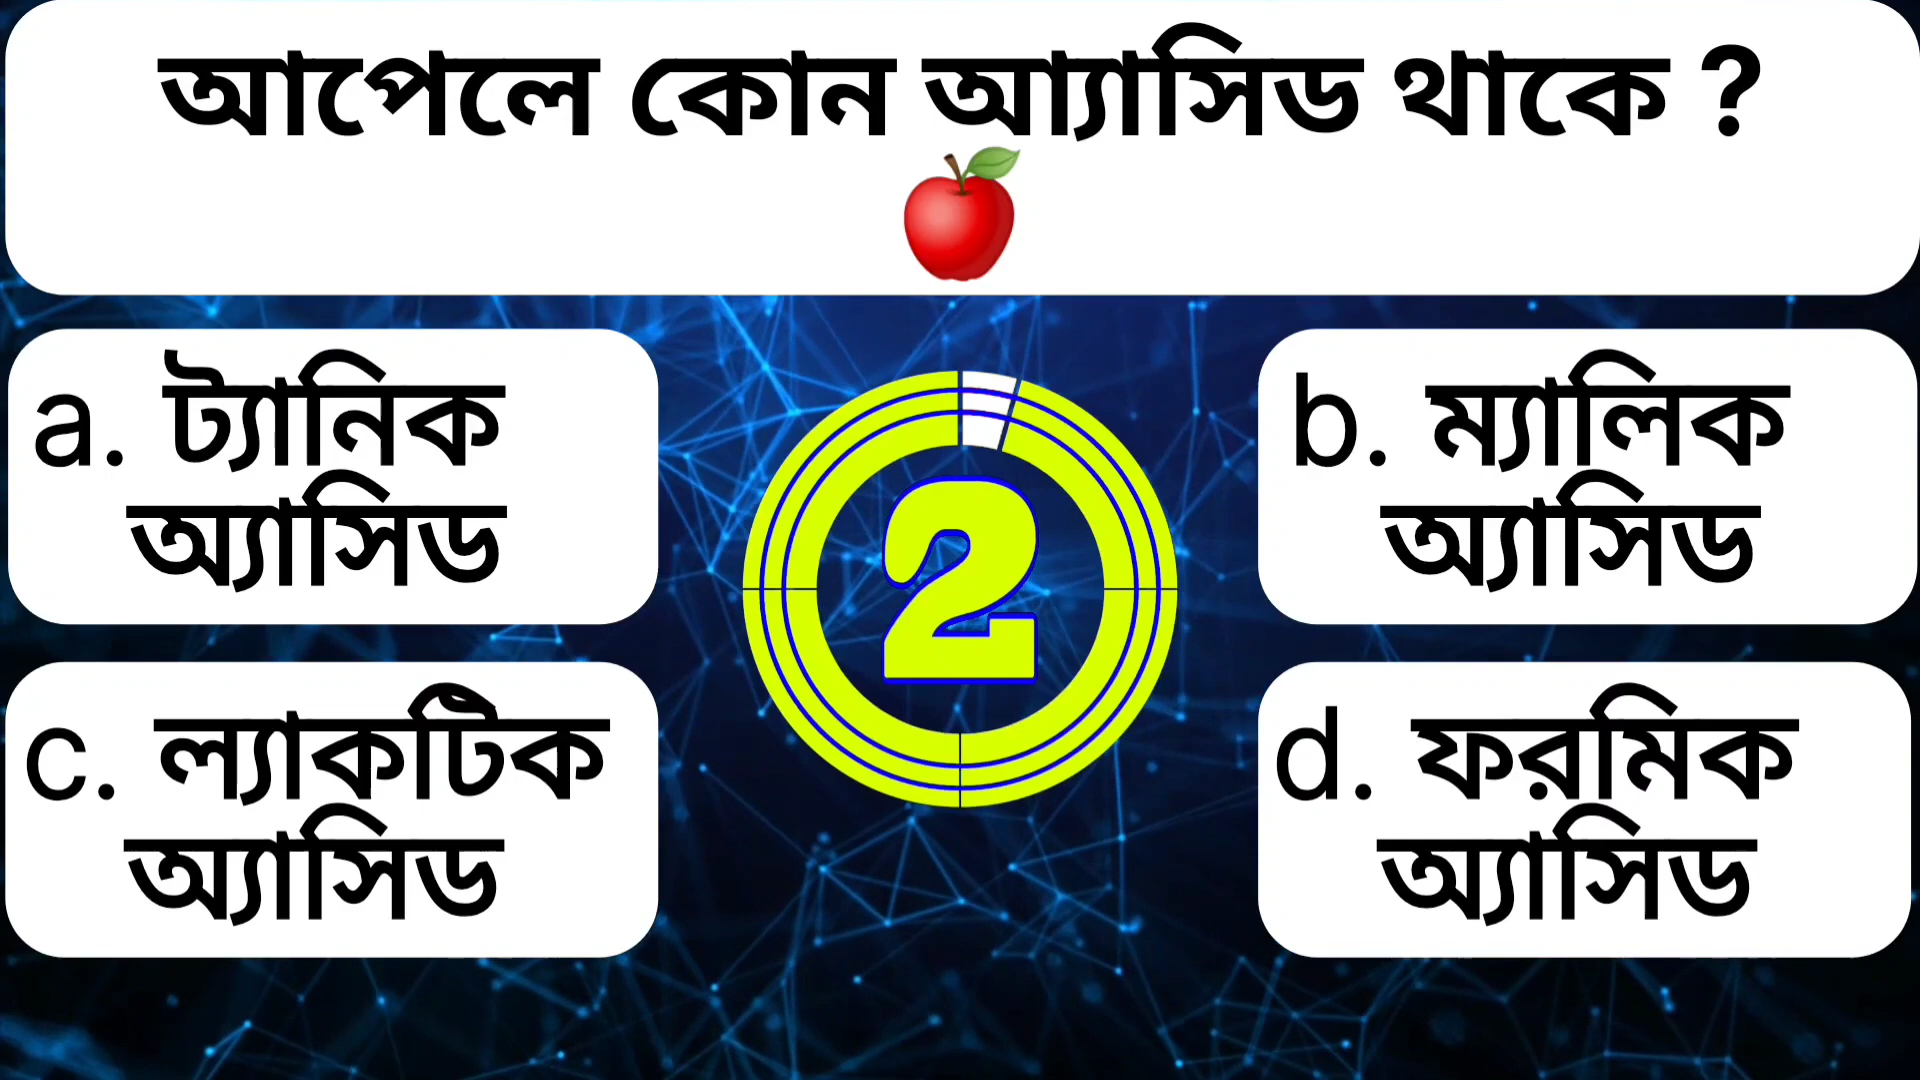 আপেলে কোন আ্যাসিড থাকে ?
a. ট্যানিক
অ্যাসিড
b. ম্যালিক
অ্যাসিড
2
c. ল্যাকটিক
অ্যাসিড
d. ফরমিক
অ্যাসিড